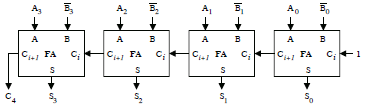 A₃ B̅₃ A₂ B̅₂ A₁ B̅₁ A₀ B̅₀
A B A B A B A B
Cᵢ₊₁ FA Cᵢ Cᵢ₊₁ FA Cᵢ Cᵢ₊₁ FA Cᵢ Cᵢ₊₁ FA Cᵢ 1
S S S S
C₄ S₃ S₂ S₁ S₀